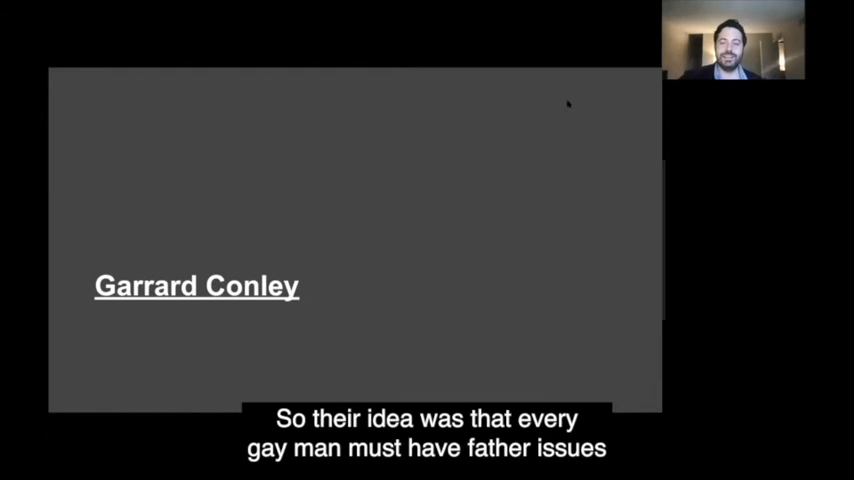 Garrard Conley
So their idea was that every
gay man must have father issues